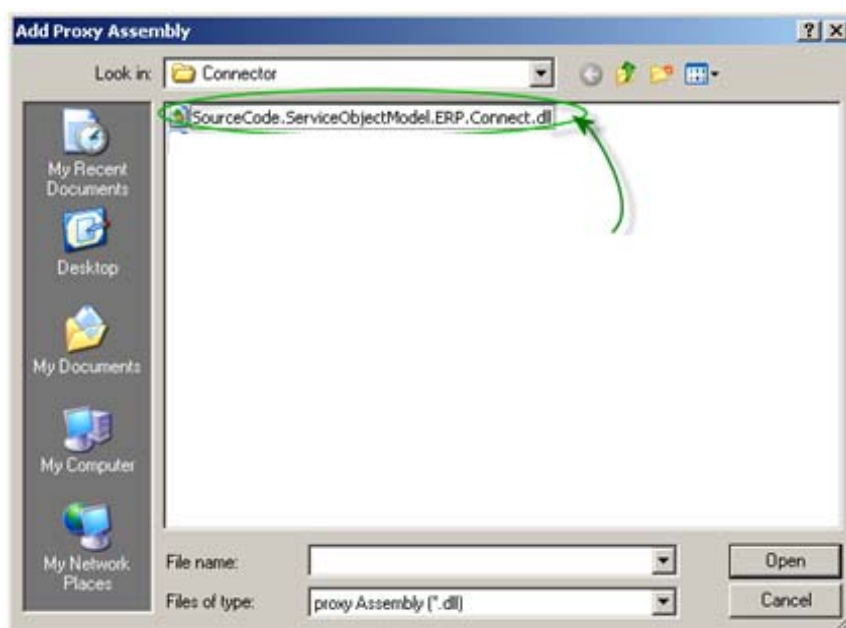 Add Proxy Assembly
Look in: Connector
SourceCode.ServiceObjectModel.ERP.Connect.dll
My Recent
Documents
Desktop
My Documents
My Computer
My Network
Places
File name:
Open
Files of type: proxy Assembly (*.dll)
Cancel